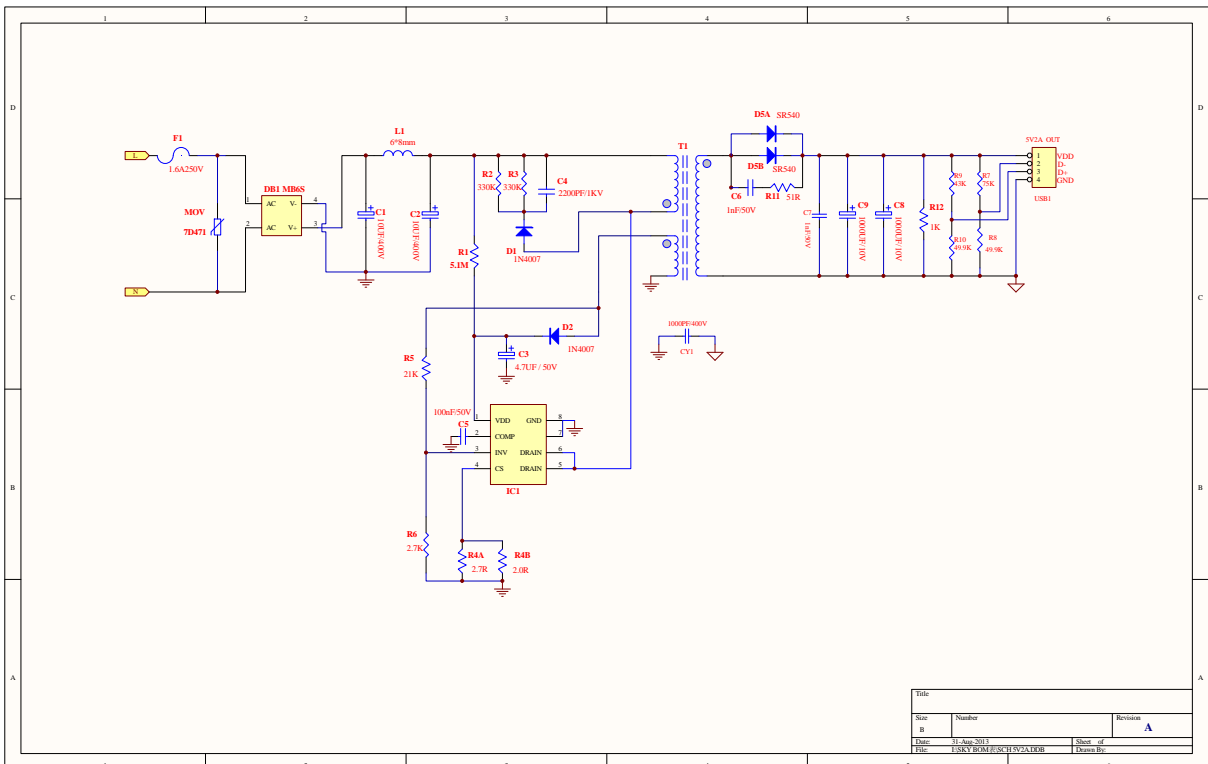 1 2 3 4 5 6
D D
F1
1.6A250V
L
MOV
7D471
N
DB1 MB6S
1 AC V- 4
2 AC V+ 3
L1
6*8mm
C1
10UF/400V
C2
10UF/400V
R2
330K
R3
330K
C4
2200PF/1KV
D1
1N4007
R1
5.1M
T1
D5A SR540
D5B SR540
C6
1nF/50V
R11 51R
C7
C9
1000UF/10V
C8
1000UF/10V
R12
1K
R9
43K
R7
75K
R10
49.9K
R8
49.9K
5V2A OUT
1 VDD
2 D-
3 D+
4 GND
USB1
C C
D2
1N4007
C3
4.7UF / 50V
1000PF/400V
CY1
R5
21K
100nF/50V
C5
1 VDD GND 8
2 COMP 7
3 INV DRAIN 6
4 CS DRAIN 5
IC1
B B
R6
2.7K
R4A
2.7R
R4B
2.0R
A A
Title
Size Number Revision
B A
Date: 31-Aug-2013 Sheet of
File: Drawn By:
1 2 3 4 5 6